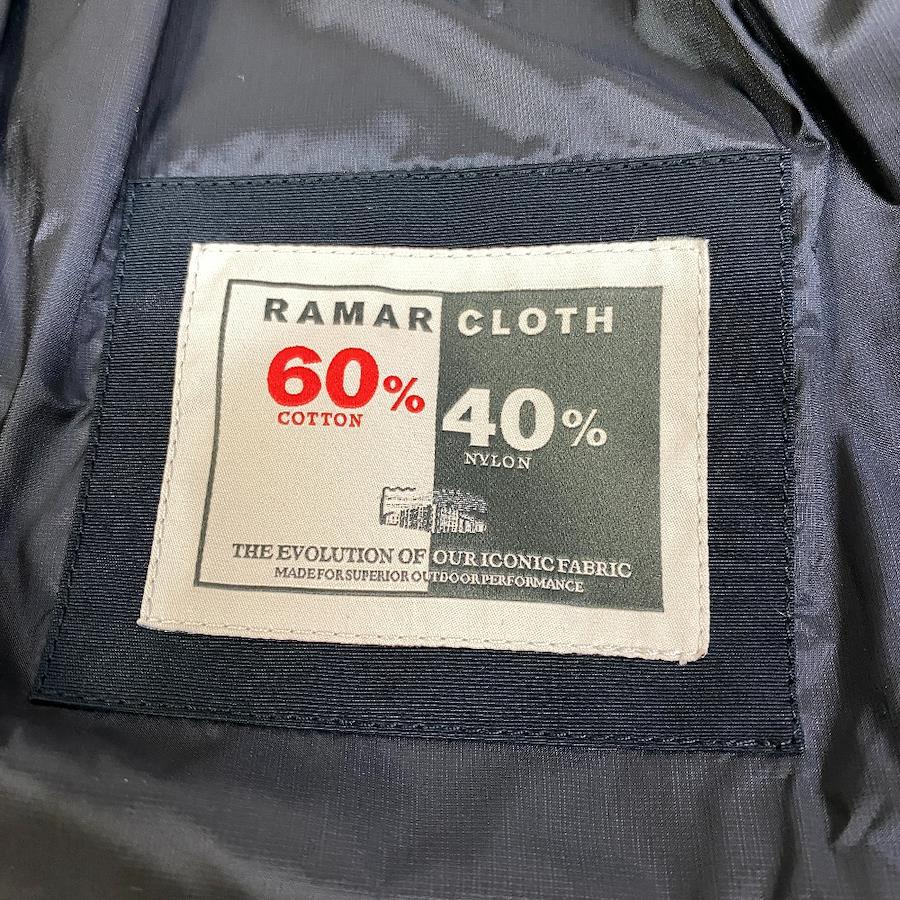 RAMAR CLOTH
60%
COTTON
40%
NYLON
THE EVOLUTION OF OUR ICONIC FABRIC
MADE FOR SUPERIOR OUTDOOR PERFORMANCE